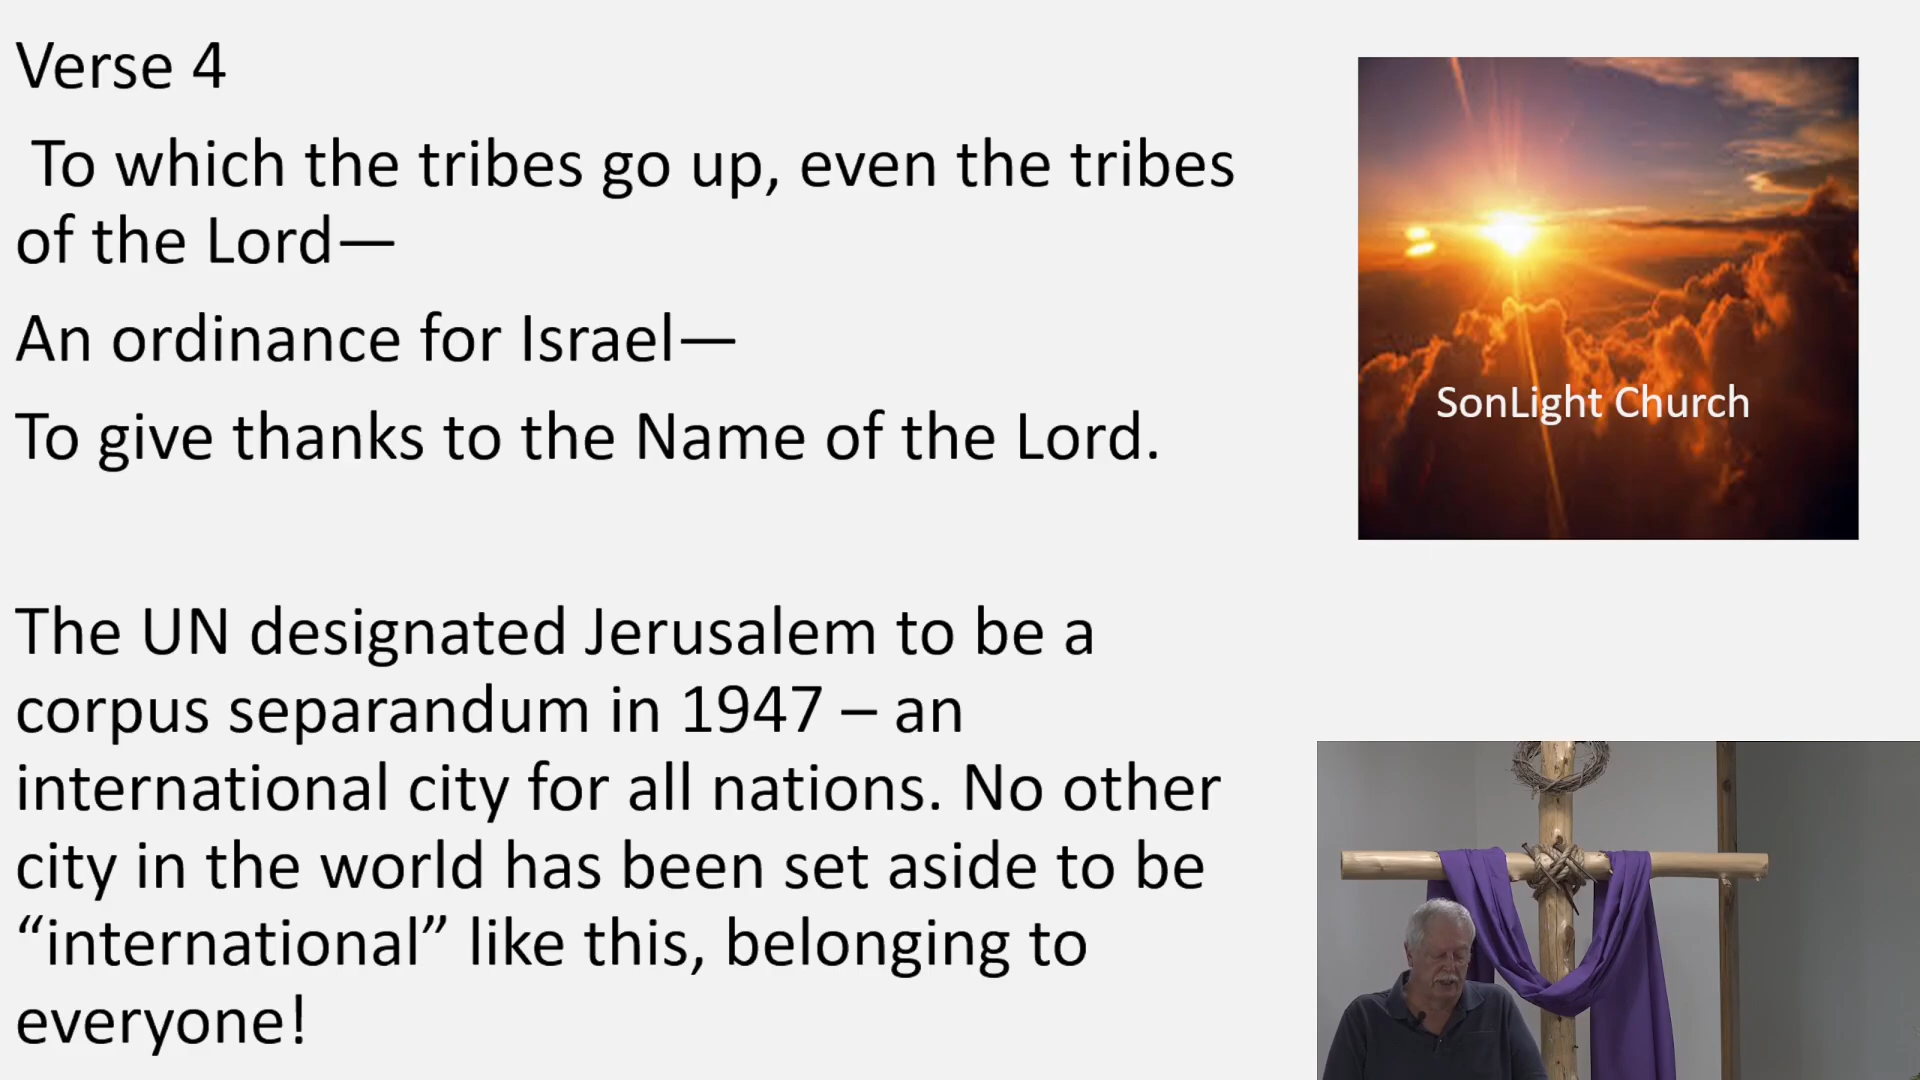 Verse 4
To which the tribes go up, even the tribes
of the Lord—
An ordinance for Israel—
To give thanks to the Name of the Lord.
The UN designated Jerusalem to be a
corpus separandum in 1947 – an
international city for all nations. No other
city in the world has been set aside to be
“international” like this, belonging to
everyone!
SonLight Church